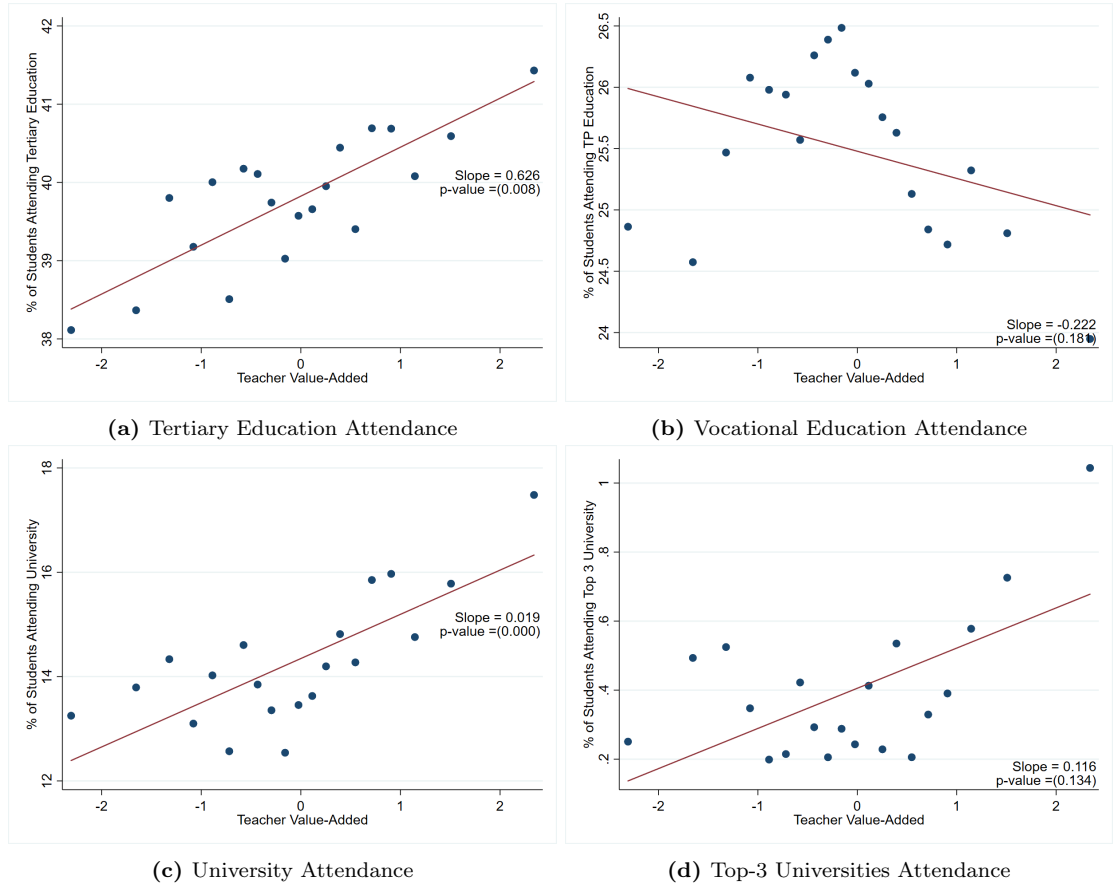 42
41
40
39
38
% of Students Attending Tertiary Education
Slope = 0.626
p-value =(0.008)
-2 -1 0 1 2
Teacher Value-Added
(a) Tertiary Education Attendance
26.5
26
25.5
25
24.5
24
% of Students Attending TP Education
Slope = -0.222
p-value =(0.181)
-2 -1 0 1 2
Teacher Value-Added
(b) Vocational Education Attendance
18
16
14
12
% of Students Attending University
Slope = 0.019
p-value =(0.000)
-2 -1 0 1 2
Teacher Value-Added
(c) University Attendance
1
.8
.6
.4
.2
% of Students Attending Top 3 University
Slope = 0.116
p-value =(0.134)
-2 -1 0 1 2
Teacher Value-Added
(d) Top-3 Universities Attendance